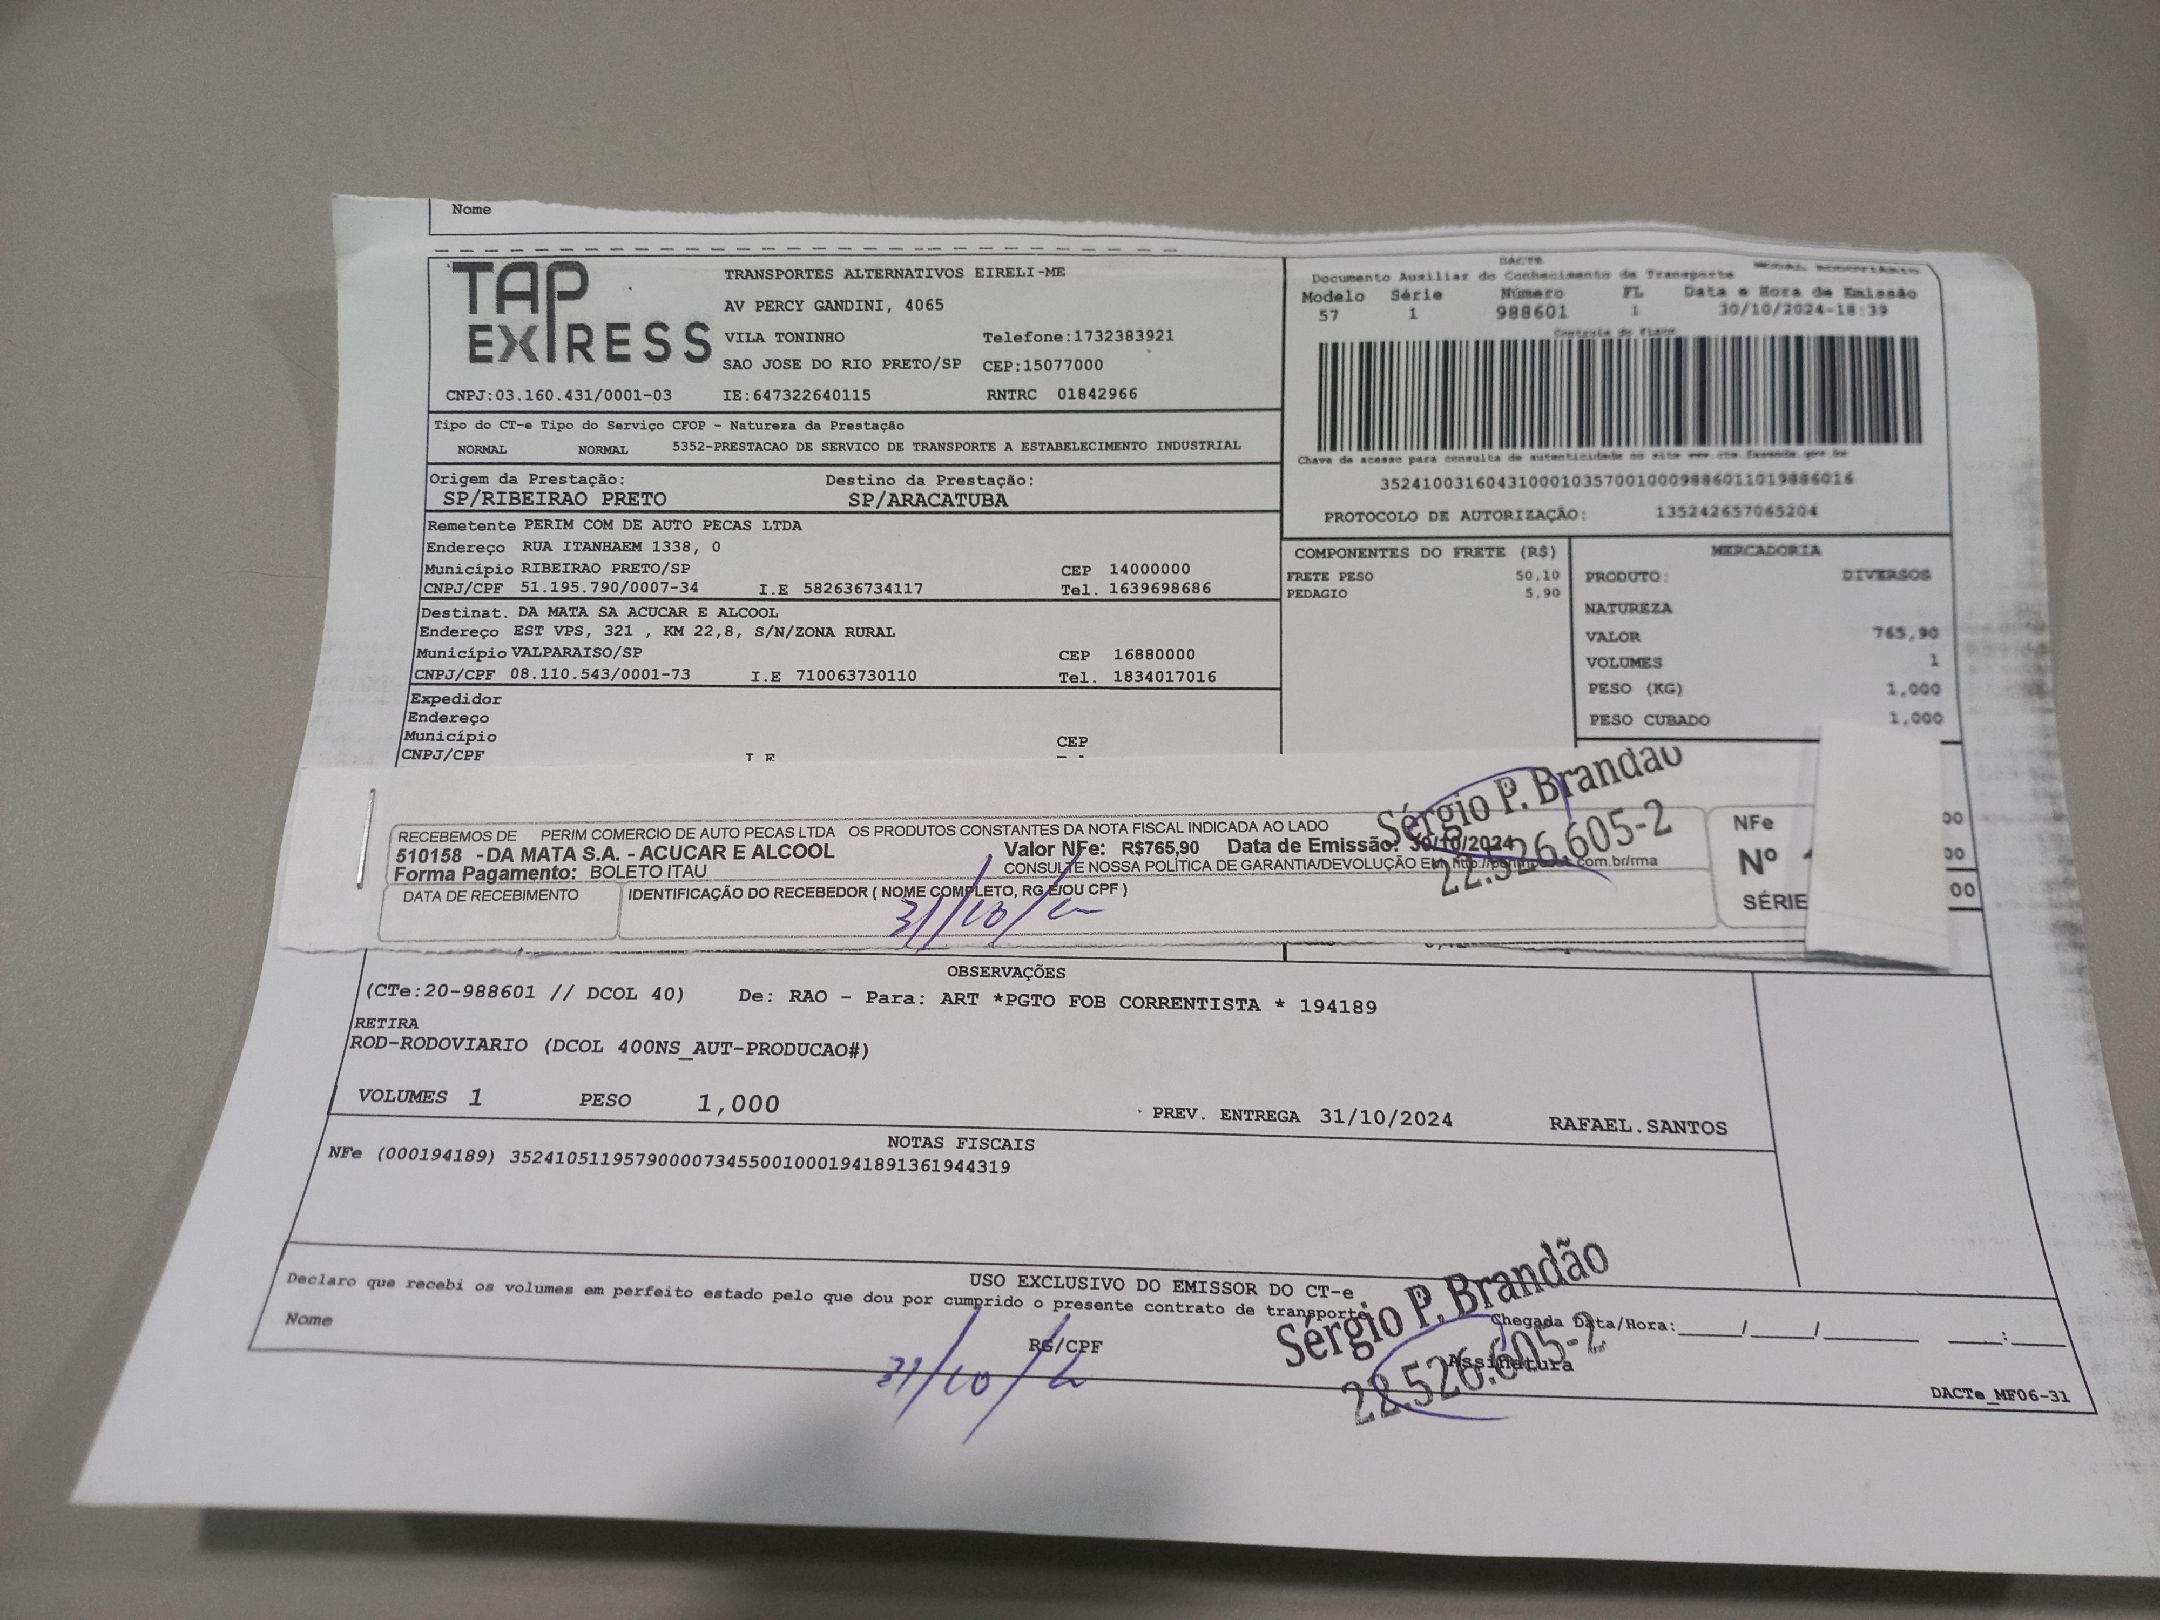 Nome
TAP EXPRESS
TRANSPORTES ALTERNATIVOS EIRELI-ME
AV PERCY GANDINI, 4065
VILA TONINHO Telefone:1732383921
SAO JOSE DO RIO PRETO/SP CEP:15077000
CNPJ:03.160.431/0001-03 IE:647322640115 RNTRC 01842966
DACTE
Documento Auxiliar do Conhecimento de Transporte MODAL RODOVIÁRIO
Modelo Série Número FL Data e Hora de Emissão
57 1 988601 1 30/10/2024-18:39
Controle do Fisco
Chave de acesso para consulta de autenticidade no site www.cte.fazenda.gov.br
35241003160431000103570010009886011019886016
PROTOCOLO DE AUTORIZAÇÃO: 135242657065204
Tipo do CT-e Tipo do Serviço CFOP - Natureza da Prestação
NORMAL NORMAL 5352-PRESTACAO DE SERVICO DE TRANSPORTE A ESTABELECIMENTO INDUSTRIAL
Origem da Prestação: Destino da Prestação:
SP/RIBEIRAO PRETO SP/ARACATUBA
Remetente PERIM COM DE AUTO PECAS LTDA
Endereço RUA ITANHAEM 1338, 0
Município RIBEIRAO PRETO/SP CEP 14000000
CNPJ/CPF 51.195.790/0007-34 I.E 582636734117 Tel. 1639698686
Destinat. DA MATA SA ACUCAR E ALCOOL
Endereço EST VPS, 321 , KM 22,8, S/N/ZONA RURAL
Município VALPARAISO/SP CEP 16880000
CNPJ/CPF 08.110.543/0001-73 I.E 710063730110 Tel. 1834017016
Expedidor
Endereço
Município CEP
CNPJ/CPF I E
COMPONENTES DO FRETE (R$)
FRETE PESO 50,10
PEDAGIO 5,90
MERCADORIA
PRODUTO: DIVERSOS
NATUREZA
VALOR 765,90
VOLUMES 1
PESO (KG) 1,000
PESO CUBADO 1,000
Sérgio P. Brandão
22.526.605-2
RECEBEMOS DE PERIM COMERCIO DE AUTO PECAS LTDA OS PRODUTOS CONSTANTES DA NOTA FISCAL INDICADA AO LADO
510158 -DA MATA S.A. - ACUCAR E ALCOOL Valor NFe: R$765,90 Data de Emissão: 30/10/2024
Forma Pagamento: BOLETO ITAU CONSULTE NOSSA POLÍTICA DE GARANTIA/DEVOLUÇÃO EM com.br/rma
DATA DE RECEBIMENTO IDENTIFICAÇÃO DO RECEBEDOR ( NOME COMPLETO, RG E/OU CPF )
31/10/
NFe
Nº
SÉRIE
00
00
00
OBSERVAÇÕES
(CTe:20-988601 // DCOL 40) De: RAO - Para: ART *PGTO FOB CORRENTISTA * 194189
RETIRA
ROD-RODOVIARIO (DCOL 400NS_AUT-PRODUCAO#)
VOLUMES 1 PESO 1,000 PREV. ENTREGA 31/10/2024 RAFAEL.SANTOS
NOTAS FISCAIS
NFe (000194189) 35241051195790000734550010001941891361944319
USO EXCLUSIVO DO EMISSOR DO CT-e
Declaro que recebi os volumes em perfeito estado pelo que dou por cumprido o presente contrato de transporte
Nome RG/CPF Chegada Data/Hora:____/____/______ ____:____
31/10/
Assinatura
Sérgio P. Brandão
22.526.605-2
DACTe_MF06-31